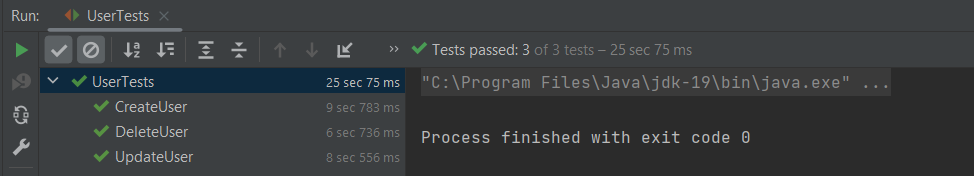 Run: UserTests
Tests passed: 3 of 3 tests – 25 sec 75 ms
UserTests 25 sec 75 ms
CreateUser 9 sec 783 ms
DeleteUser 6 sec 736 ms
UpdateUser 8 sec 556 ms
"C:\Program Files\Java\jdk-19\bin\java.exe" ...
Process finished with exit code 0